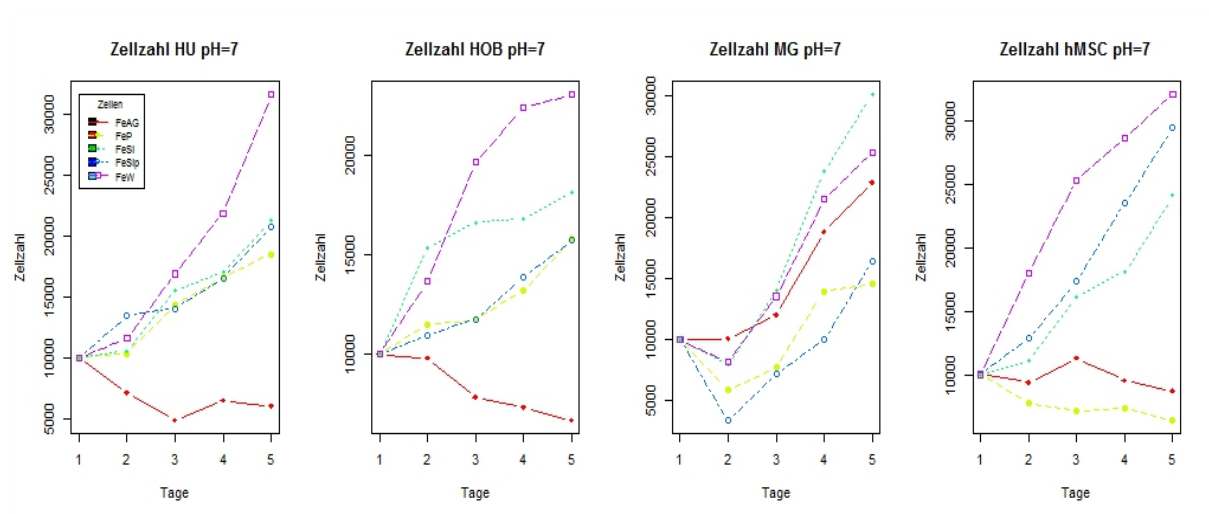 Zellzahl HU pH=7
Zellzahl HOB pH=7
Zellzahl MG pH=7
Zellzahl hMSC pH=7
Zellzahl
5000
10000
15000
20000
25000
30000
Zellen
FeAG
FeP
FeSI
FeSIp
FeW
1 2 3 4 5
Tage
Zellzahl
10000
15000
20000
1 2 3 4 5
Tage
Zellzahl
5000
10000
15000
20000
25000
30000
1 2 3 4 5
Tage
Zellzahl
10000
15000
20000
25000
30000
1 2 3 4 5
Tage